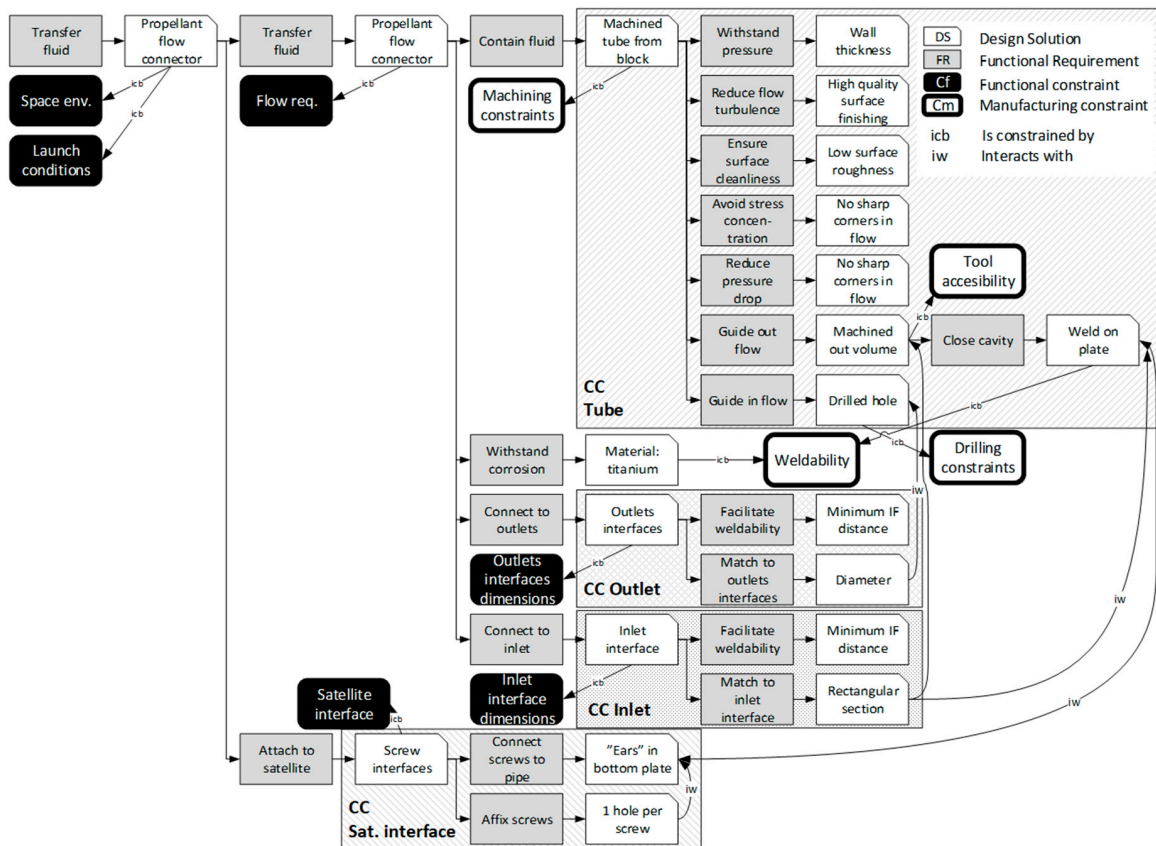 Transfer
fluid
Propellant
flow
connector
Transfer
fluid
Propellant
flow
connector
Contain fluid
Machined
tube from
block
Withstand
pressure
Wall
thickness
DS
Design Solution
FR
Functional Requirement
Cf
Functional constraint
Cm
Manufacturing constraint
icb
Is constrained by
iw
Interacts with
icb
Space env.
icb
Launch
conditions
icb
Flow req.
icb
Machining
constraints
Reduce flow
turbulence
High quality
surface
finishing
Ensure
surface
cleanliness
Low surface
roughness
Avoid stress
concen-
tration
No sharp
corners in
flow
Reduce
pressure
drop
No sharp
corners in
flow
Tool
accesibility
icb
Guide out
flow
Machined
out volume
Close cavity
Weld on
plate
CC
Tube
Guide in flow
Drilled hole
icb
icb
Withstand
corrosion
Material:
titanium
icb
Weldability
Drilling
constraints
iw
Connect to
outlets
Outlets
interfaces
Facilitate
weldability
Minimum IF
distance
icb
Outlets
interfaces
dimensions
CC Outlet
Match to
outlets
interfaces
Diameter
iw
Connect to
inlet
Inlet
interface
Facilitate
weldability
Minimum IF
distance
icb
Inlet
interface
dimensions
CC Inlet
Match to
inlet
interface
Rectangular
section
iw
Satellite
interface
icb
Attach to
satellite
Screw
interfaces
Connect
screws to
pipe
"Ears" in
bottom plate
iw
CC
Sat. interface
Affix screws
1 hole per
screw